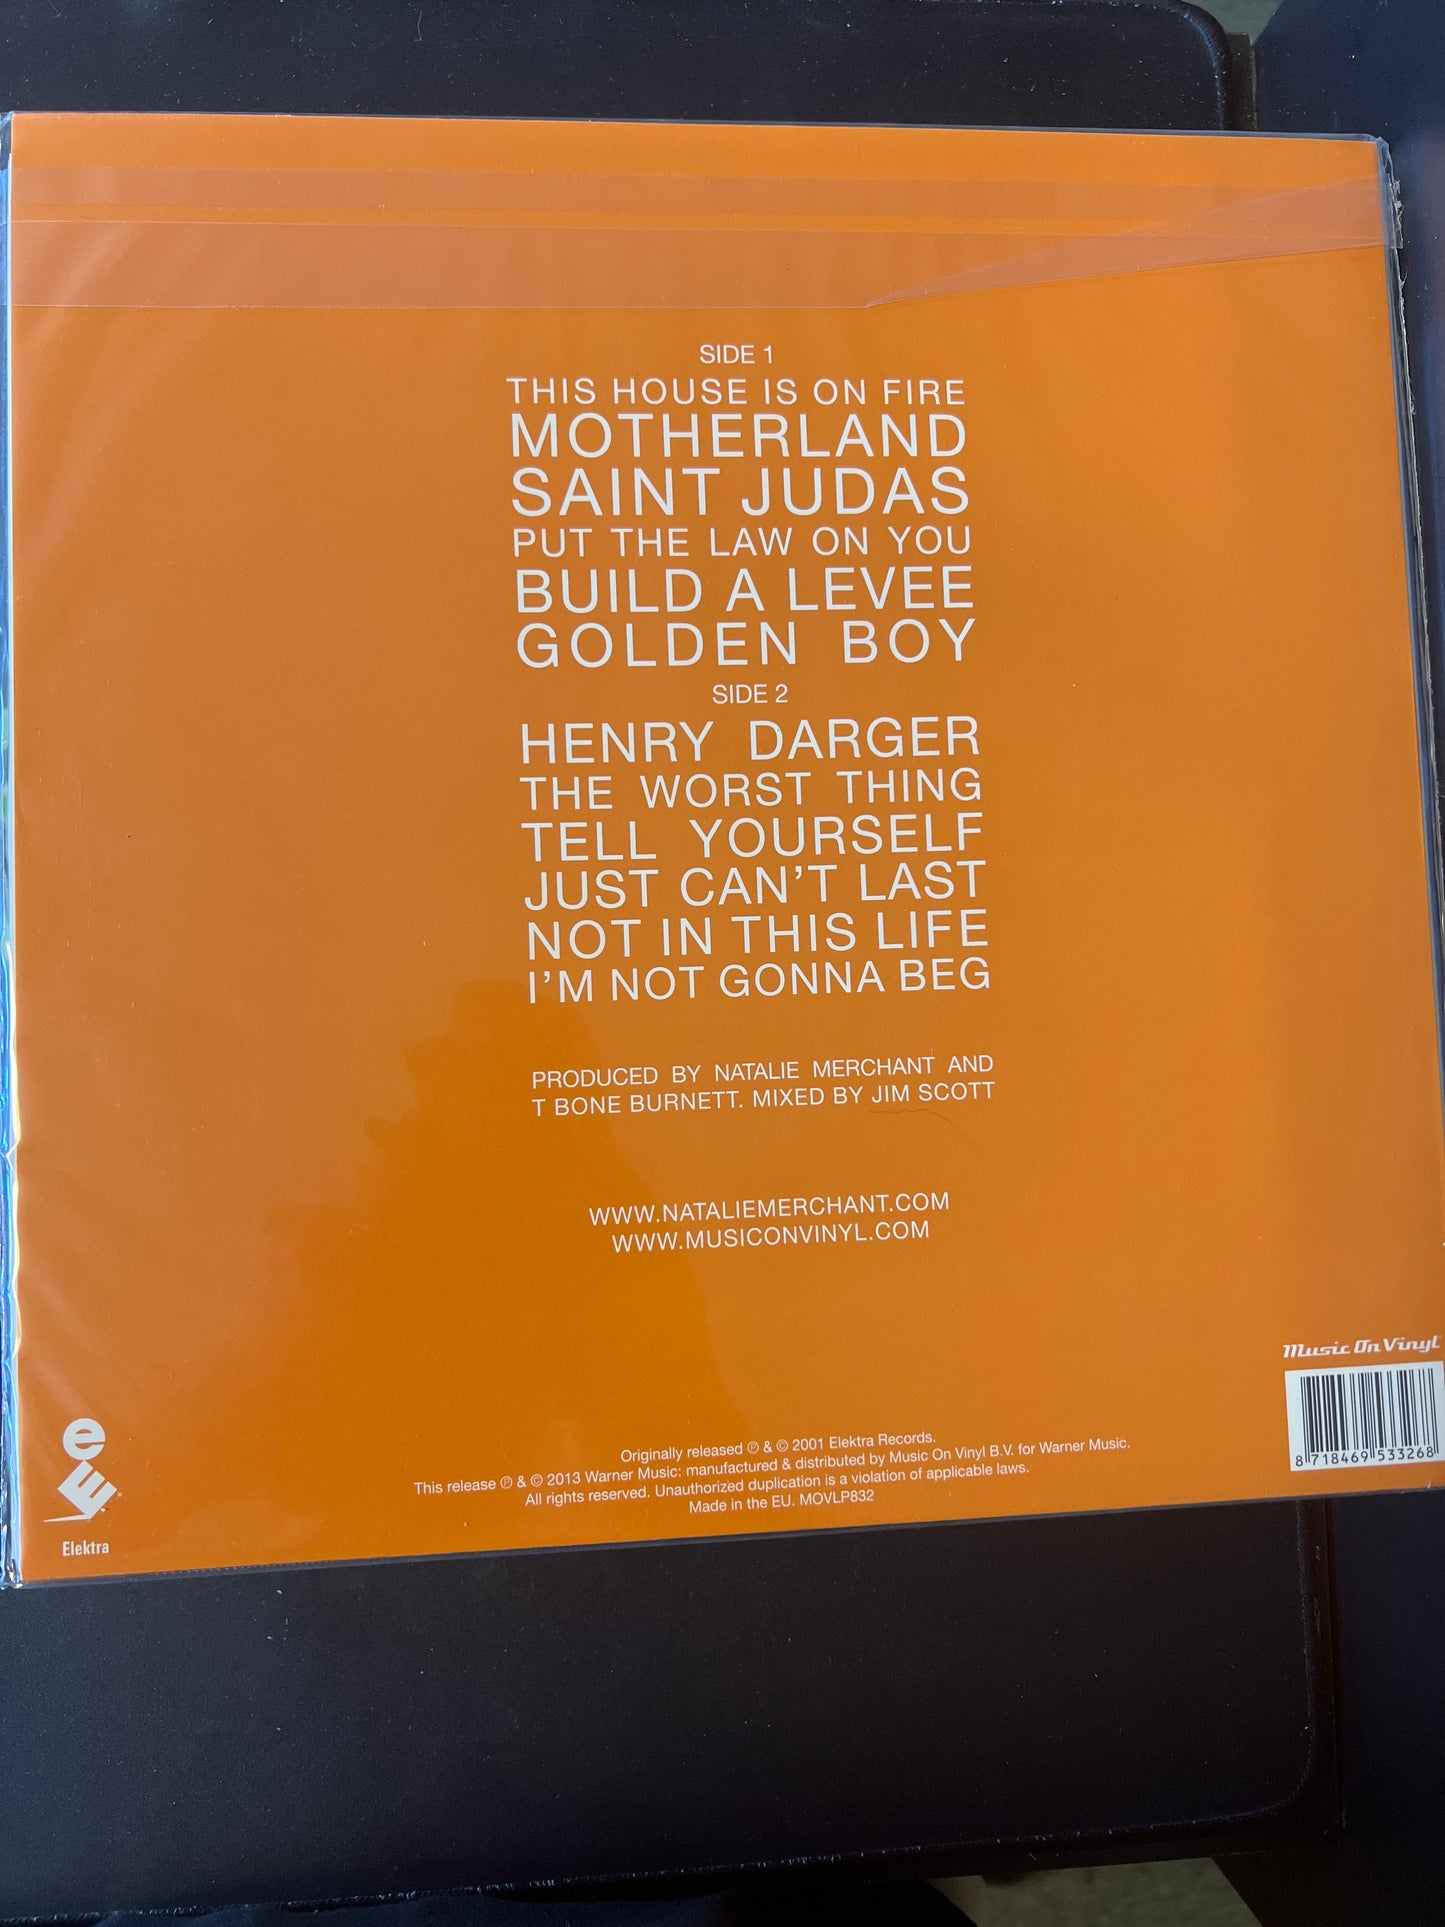 SIDE 1
THIS HOUSE IS ON FIRE
MOTHERLAND
SAINT JUDAS
PUT THE LAW ON YOU
BUILD A LEVEE
GOLDEN BOY
SIDE 2
HENRY DARGER
THE WORST THING
TELL YOURSELF
JUST CAN'T LAST
NOT IN THIS LIFE
I'M NOT GONNA BEG
PRODUCED BY NATALIE MERCHANT AND
T BONE BURNETT. MIXED BY JIM SCOTT
WWW.NATALIEMERCHANT.COM
WWW.MUSICONVINYL.COM
Music On Vinyl
8 718469 533268
e
E
Elektra
Originally released ℗ & © 2001 Elektra Records.
This release ℗ & © 2013 Warner Music: manufactured & distributed by Music On Vinyl B.V. for Warner Music.
All rights reserved. Unauthorized duplication is a violation of applicable laws.
Made in the EU. MOVLP832